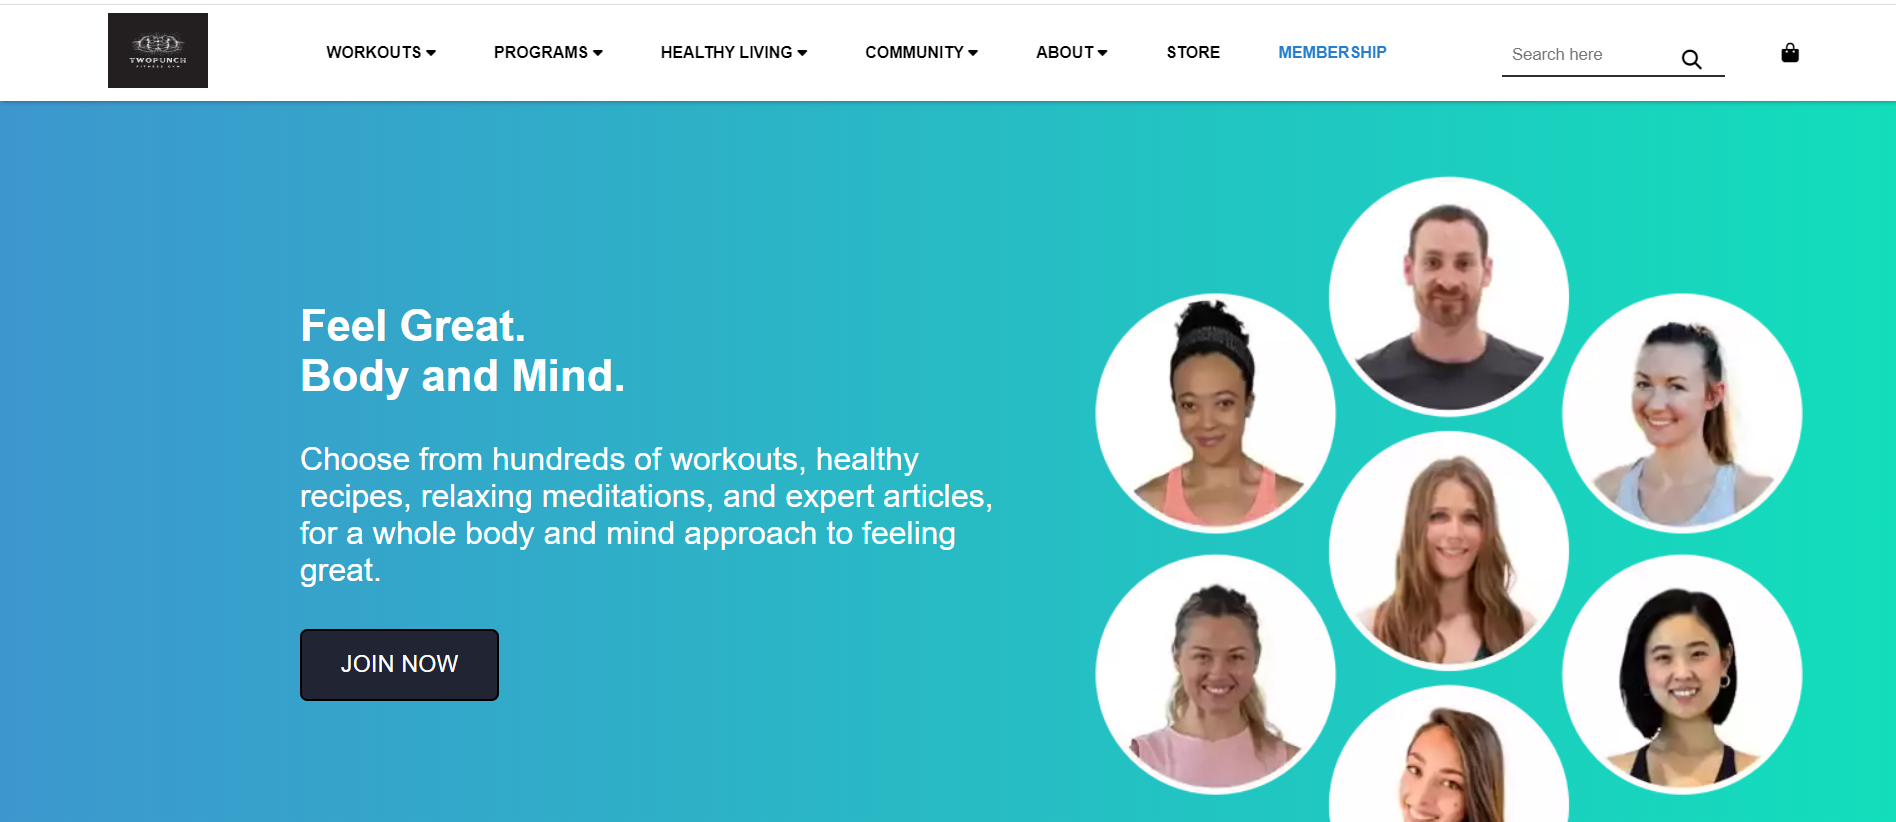 TWOPUNCH
FITNESS GYM
WORKOUTS
PROGRAMS
HEALTHY LIVING
COMMUNITY
ABOUT
STORE
MEMBERSHIP
Search here
Feel Great.
Body and Mind.
Choose from hundreds of workouts, healthy
recipes, relaxing meditations, and expert articles,
for a whole body and mind approach to feeling
great.
JOIN NOW